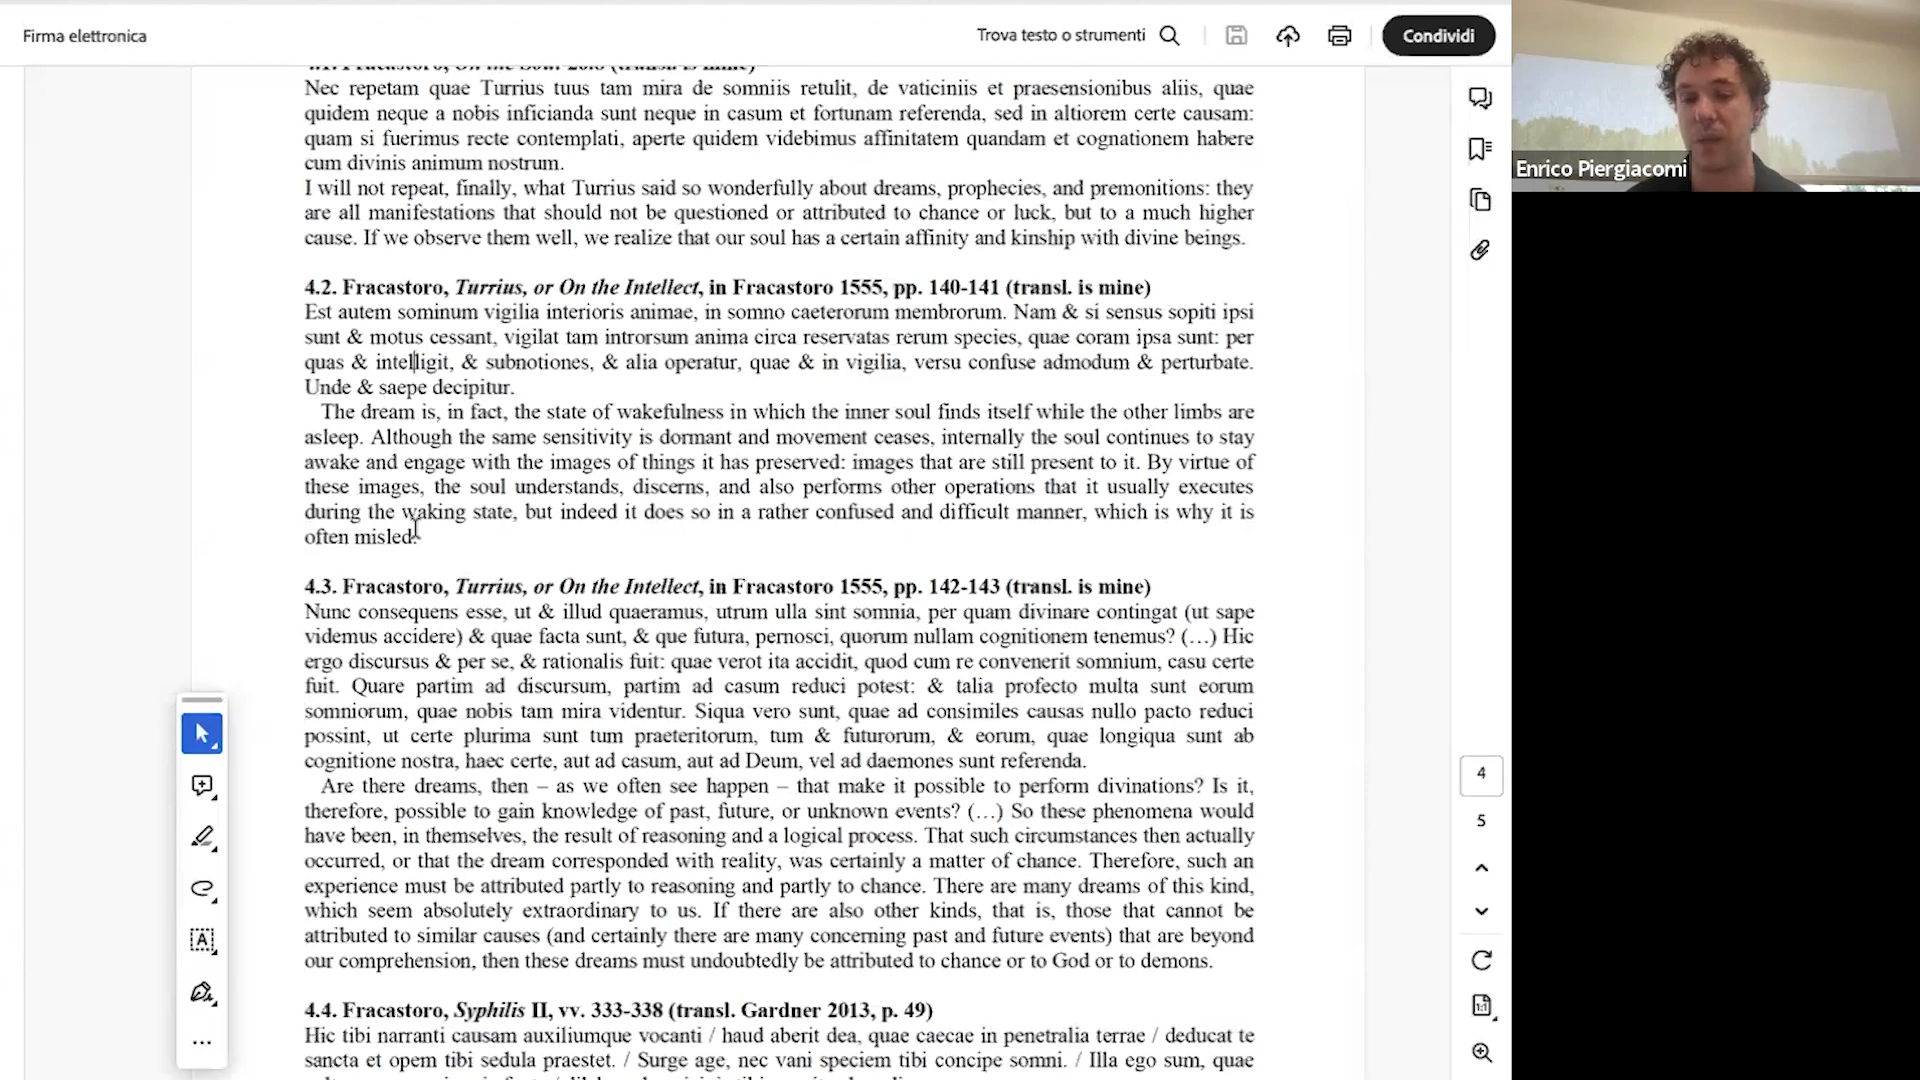 Firma elettronica
Trova testo o strumenti
Condividi
Enrico Piergiacomi
4.1. Fracastoro, On the Soul 206 (transl. is mine)
Nec repetam quae Turrius tuus tam mira de somniis retulit, de vaticiniis et praesensionibus aliis, quae
quidem neque a nobis inficianda sunt neque in casum et fortunam referenda, sed in altiorem certe causam:
quam si fuerimus recte contemplati, aperte quidem videbimus affinitatem quandam et cognationem habere
cum divinis animum nostrum.
I will not repeat, finally, what Turrius said so wonderfully about dreams, prophecies, and premonitions: they
are all manifestations that should not be questioned or attributed to chance or luck, but to a much higher
cause. If we observe them well, we realize that our soul has a certain affinity and kinship with divine beings.
4.2. Fracastoro, Turrius, or On the Intellect, in Fracastoro 1555, pp. 140-141 (transl. is mine)
Est autem sominum vigilia interioris animae, in somno caeterorum membrorum. Nam & si sensus sopiti ipsi
sunt & motus cessant, vigilat tam introrsum anima circa reservatas rerum species, quae coram ipsa sunt: per
quas & intelligit, & subnotiones, & alia operatur, quae & in vigilia, versu confuse admodum & perturbate.
Unde & saepe decipitur.
The dream is, in fact, the state of wakefulness in which the inner soul finds itself while the other limbs are
asleep. Although the same sensitivity is dormant and movement ceases, internally the soul continues to stay
awake and engage with the images of things it has preserved: images that are still present to it. By virtue of
these images, the soul understands, discerns, and also performs other operations that it usually executes
during the waking state, but indeed it does so in a rather confused and difficult manner, which is why it is
often misled.
4.3. Fracastoro, Turrius, or On the Intellect, in Fracastoro 1555, pp. 142-143 (transl. is mine)
Nunc consequens esse, ut & illud quaeramus, utrum ulla sint somnia, per quam divinare contingat (ut sape
videmus accidere) & quae facta sunt, & que futura, pernosci, quorum nullam cognitionem tenemus? (…) Hic
ergo discursus & per se, & rationalis fuit: quae verot ita accidit, quod cum re convenerit somnium, casu certe
fuit. Quare partim ad discursum, partim ad casum reduci potest: & talia profecto multa sunt eorum
somniorum, quae nobis tam mira videntur. Siqua vero sunt, quae ad consimiles causas nullo pacto reduci
possint, ut certe plurima sunt tum praeteritorum, tum & futurorum, & eorum, quae longiqua sunt ab
cognitione nostra, haec certe, aut ad casum, aut ad Deum, vel ad daemones sunt referenda.
Are there dreams, then – as we often see happen – that make it possible to perform divinations? Is it,
therefore, possible to gain knowledge of past, future, or unknown events? (…) So these phenomena would
have been, in themselves, the result of reasoning and a logical process. That such circumstances then actually
occurred, or that the dream corresponded with reality, was certainly a matter of chance. Therefore, such an
experience must be attributed partly to reasoning and partly to chance. There are many dreams of this kind,
which seem absolutely extraordinary to us. If there are also other kinds, that is, those that cannot be
attributed to similar causes (and certainly there are many concerning past and future events) that are beyond
our comprehension, then these dreams must undoubtedly be attributed to chance or to God or to demons.
4.4. Fracastoro, Syphilis II, vv. 333-338 (transl. Gardner 2013, p. 49)
Hic tibi narranti causam auxiliumque vocanti / haud aberit dea, quae caecae in penetralia terrae / deducat te
sancta et opem tibi sedula praestet. / Surge age, nec vani speciem tibi concipe somni. / Illa ego sum, quae
4
5